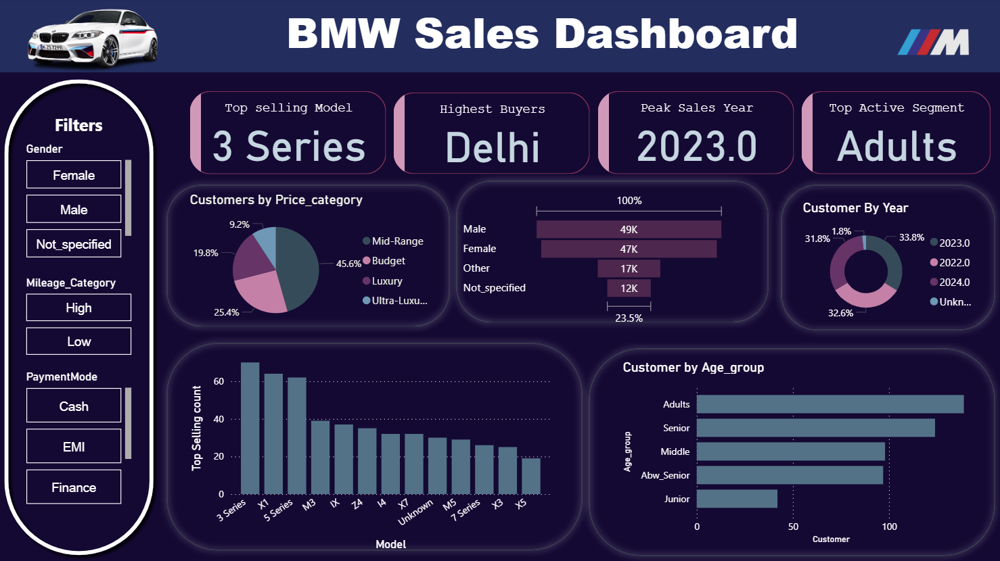 BMW Sales Dashboard
M
Filters
Gender
Female
Male
Not_specified
Mileage_Category
High
Low
PaymentMode
Cash
EMI
Finance
Top selling Model
3 Series
Highest Buyers
Delhi
Peak Sales Year
2023.0
Top Active Segment
Adults
Customers by Price_category
9.2%
19.8%
45.6%
25.4%
Mid-Range
Budget
Luxury
Ultra-Luxu...
100%
Male 49K
Female 47K
Other 17K
Not_specified 12K
23.5%
Customer By Year
1.8%
31.8%
33.8%
32.6%
2023.0
2022.0
2024.0
Unkn...
Top Selling count
60
40
20
0
3 Series
X1
5 Series
M3
IX
Z4
I4
X7
Unknown
M5
7 Series
X3
X5
Model
Customer by Age_group
Age_group
Adults
Senior
Middle
Abw_Senior
Junior
0 50 100
Customer